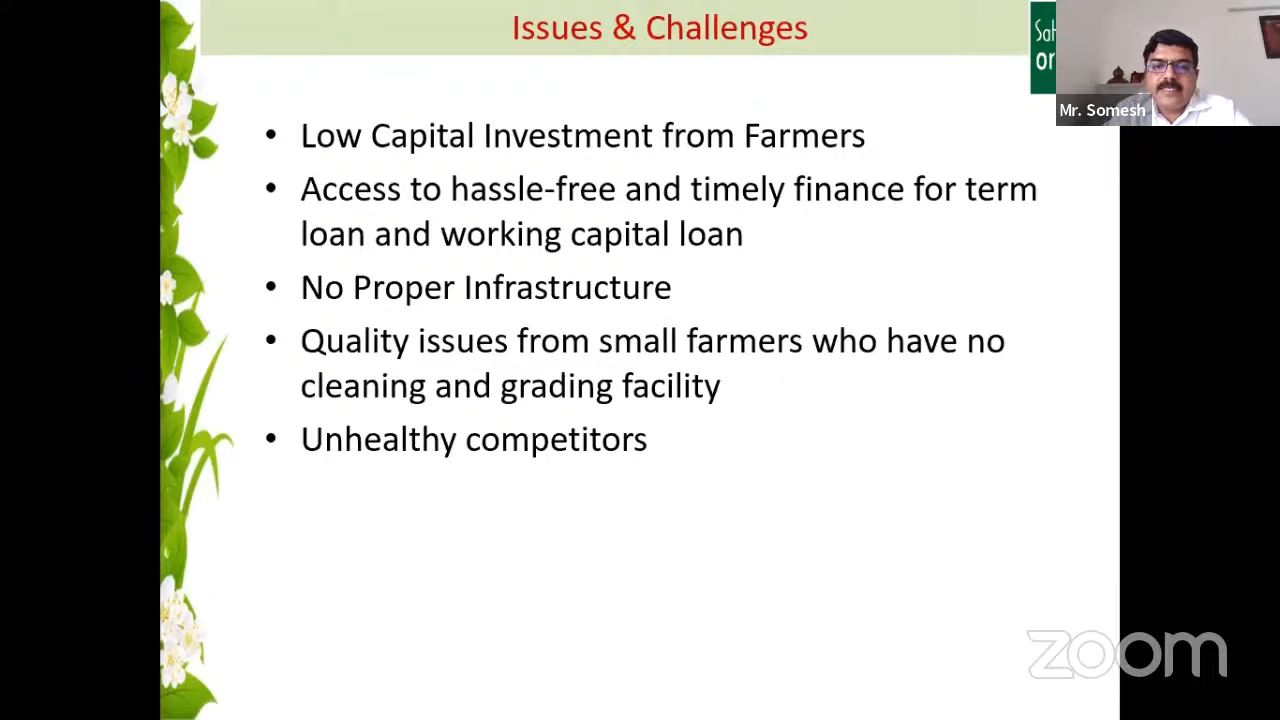 Issues & Challenges
Mr. Somesh
• Low Capital Investment from Farmers
• Access to hassle-free and timely finance for term
loan and working capital loan
• No Proper Infrastructure
• Quality issues from small farmers who have no
cleaning and grading facility
• Unhealthy competitors
zoom